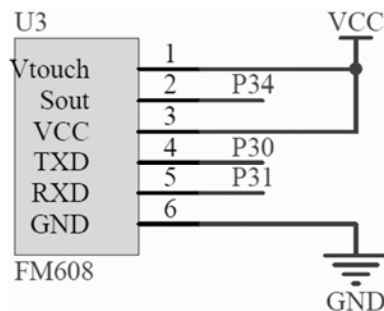 U3
VCC
Vtouch 1
Sout 2 P34
VCC 3
TXD 4 P30
RXD 5 P31
GND 6
FM608
GND